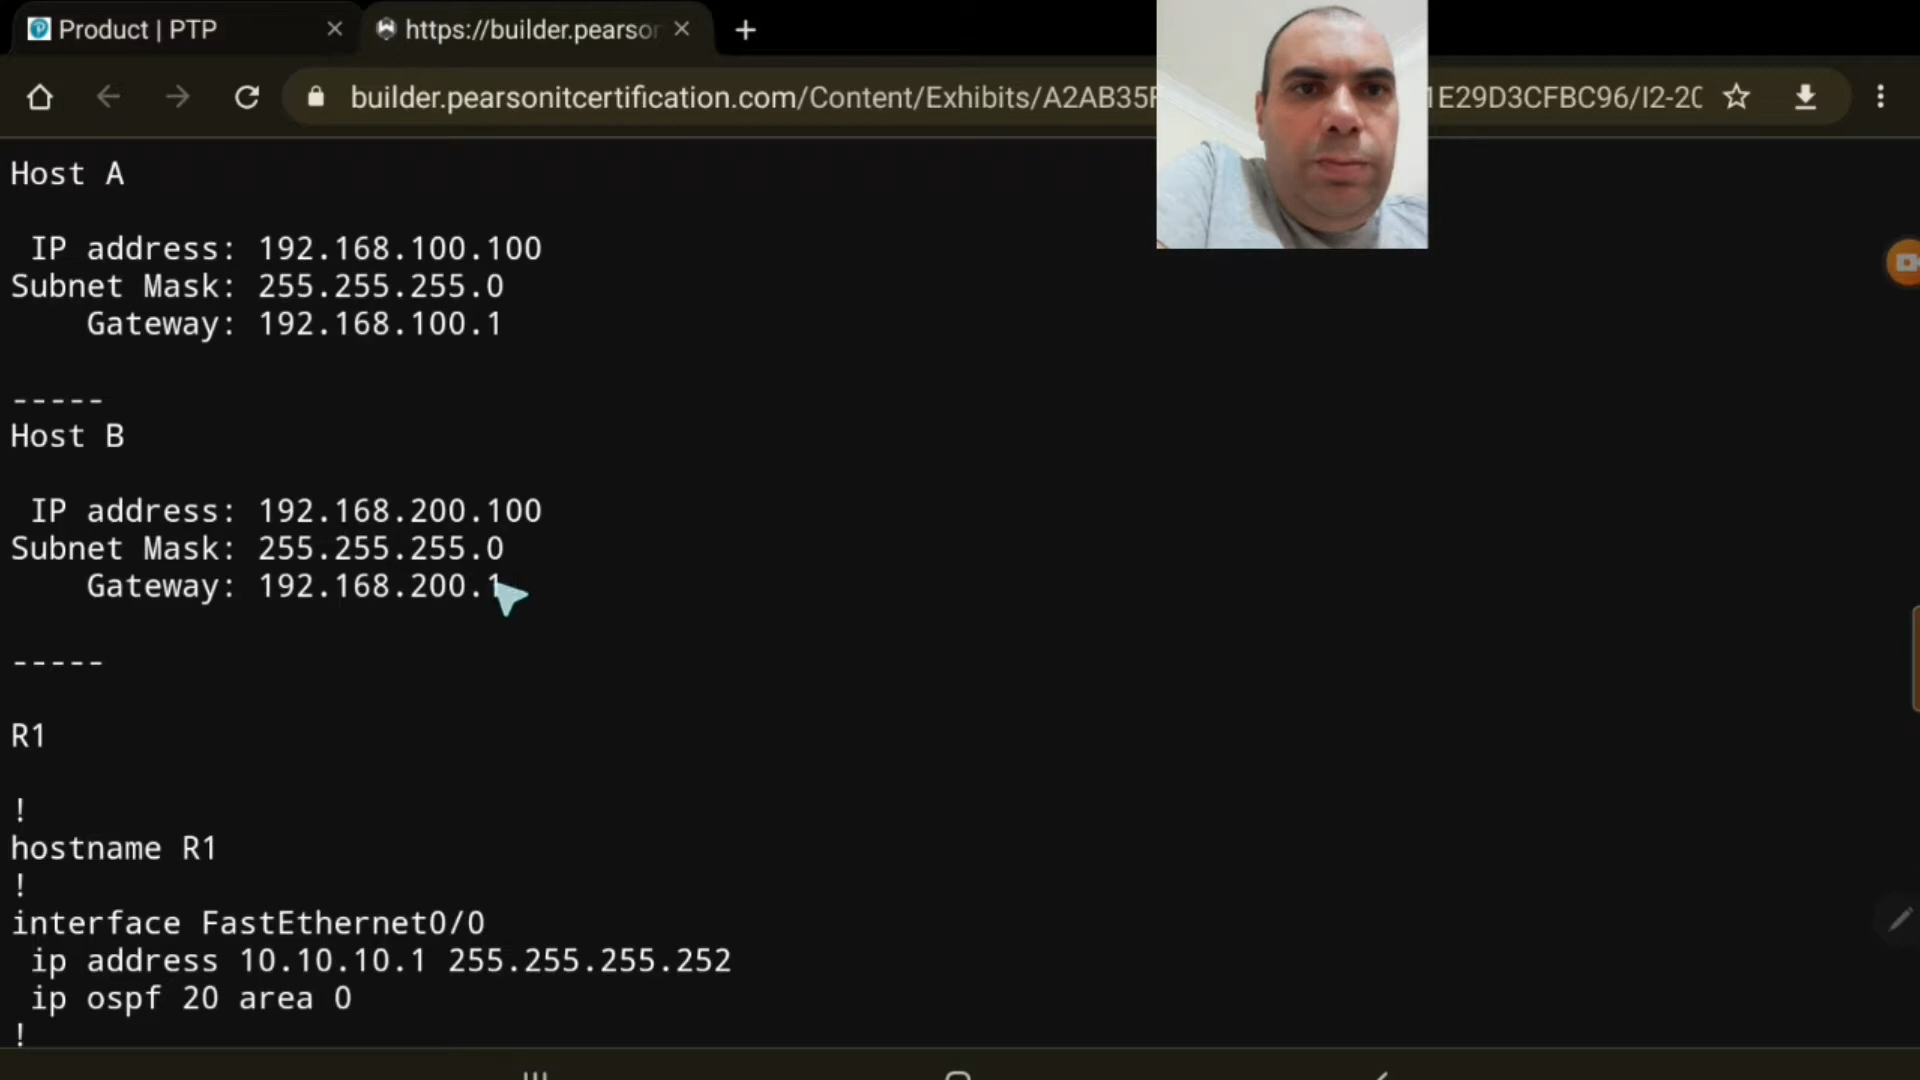 Product | PTP
https://builder.pearso
builder.pearsonitcertification.com/Content/Exhibits/A2AB35
1E29D3CFBC96/I2-20
Host A
IP address: 192.168.100.100
Subnet Mask: 255.255.255.0
Gateway: 192.168.100.1
-----
Host B
IP address: 192.168.200.100
Subnet Mask: 255.255.255.0
Gateway: 192.168.200.1
-----
R1
!
hostname R1
!
interface FastEthernet0/0
ip address 10.10.10.1 255.255.255.252
ip ospf 20 area 0
!